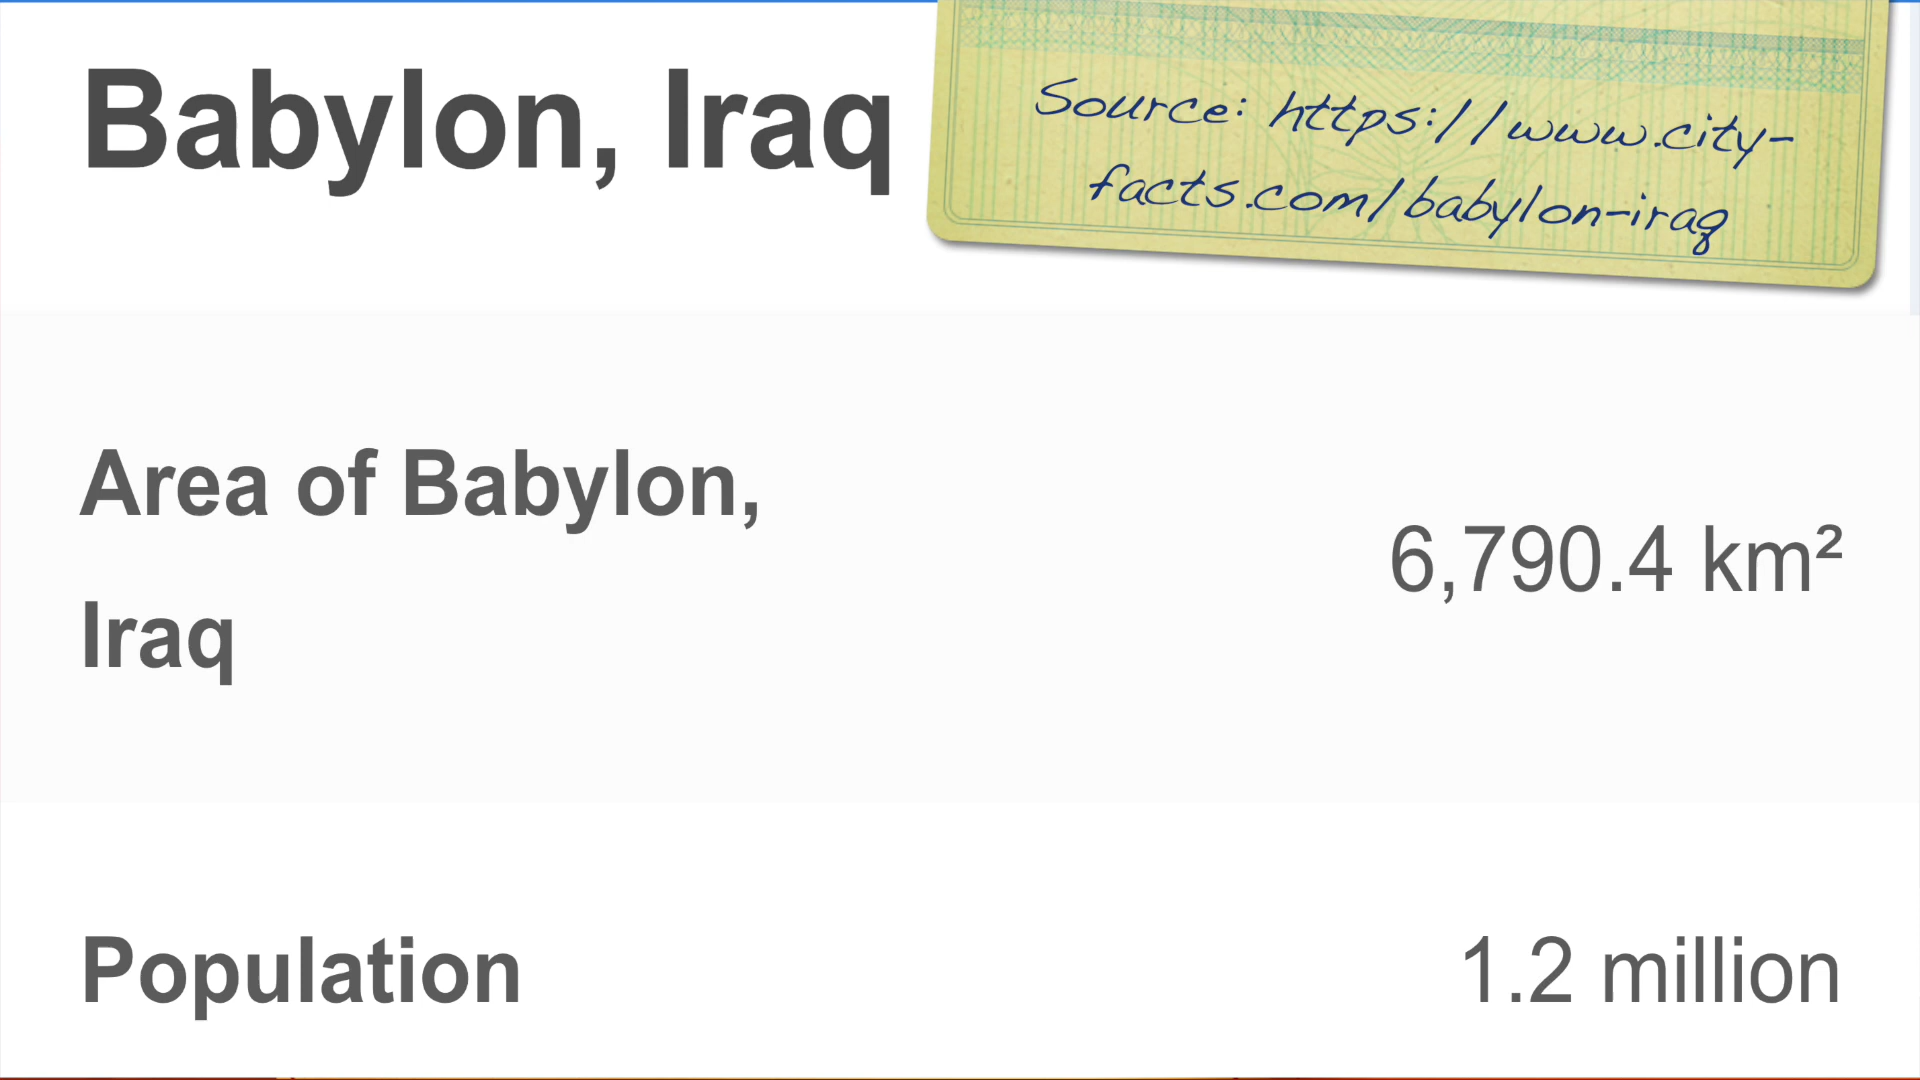 Babylon, Iraq
Source: https://www.city-
facts.com/babylon-iraq
Area of Babylon,
Iraq
6,790.4 km²
Population
1.2 million